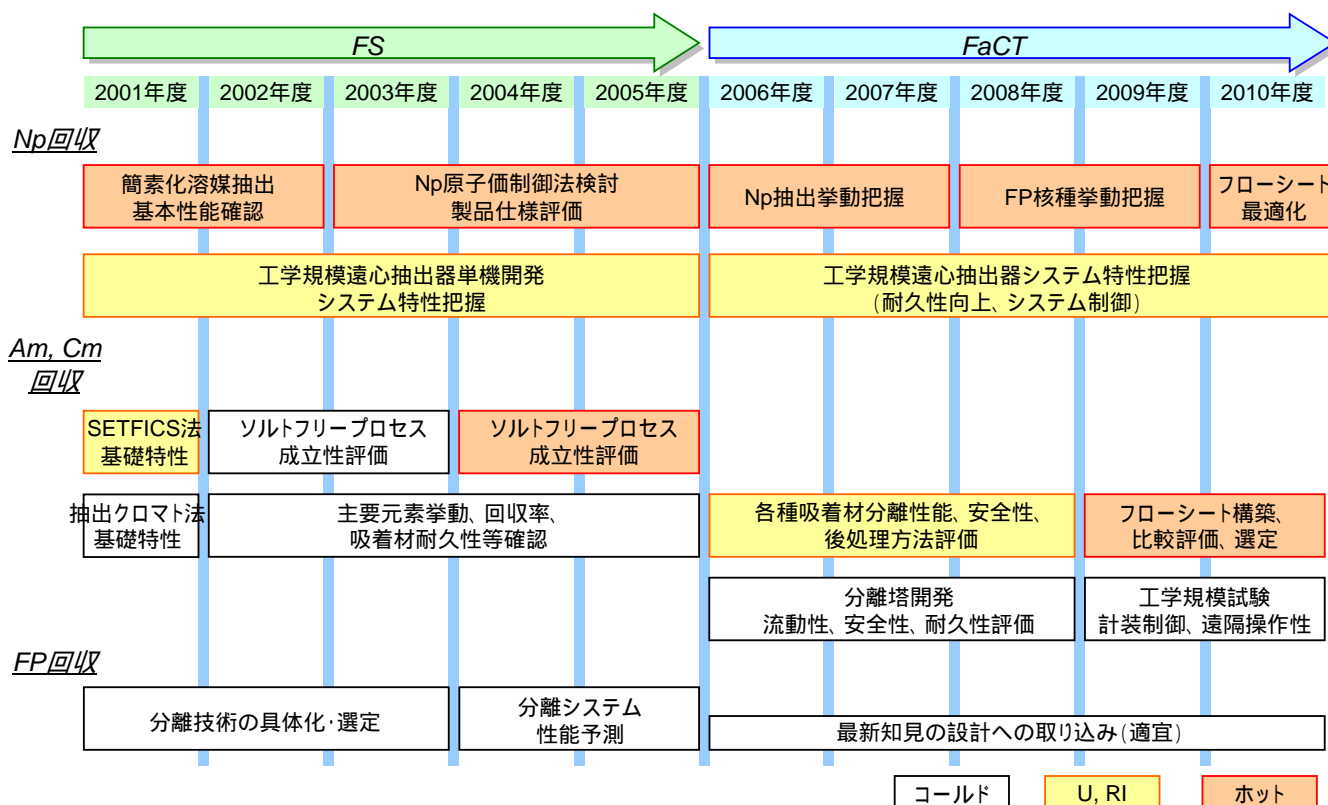 FS
FaCT
2001年度
2002年度
2003年度
2004年度
2005年度
2006年度
2007年度
2008年度
2009年度
2010年度
Np回収
簡素化溶媒抽出
基本性能確認
Np原子価制御法検討
製品仕様評価
Np抽出挙動把握
FP核種挙動把握
フローシート
最適化
工学規模遠心抽出器単機開発
システム特性把握
工学規模遠心抽出器システム特性把握
(耐久性向上、システム制御)
Am, Cm
回収
SETFICS法
基礎特性
ソルトフリープロセス
成立性評価
ソルトフリープロセス
成立性評価
抽出クロマト法
基礎特性
主要元素挙動、回収率、
吸着材耐久性等確認
各種吸着材分離性能、安全性、
後処理方法評価
フローシート構築、
比較評価、選定
分離塔開発
流動性、安全性、耐久性評価
工学規模試験
計装制御、遠隔操作性
FP回収
分離技術の具体化･選定
分離システム
性能予測
最新知見の設計への取り込み(適宜)
コールド
U, RI
ホット